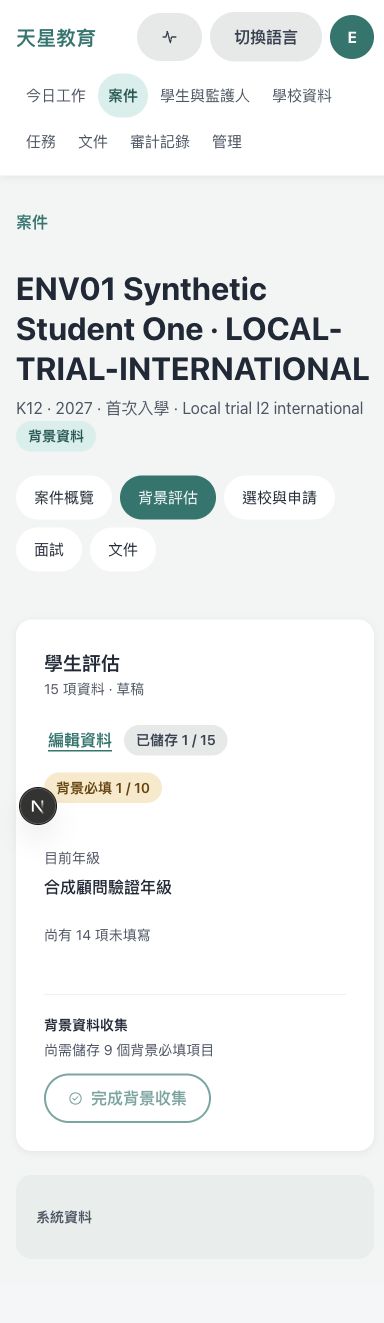 天星教育
切換語言
E
今日工作 案件 學生與監護人 學校資料
任務 文件 審計記錄 管理
案件
ENV01 Synthetic
Student One · LOCAL-
TRIAL-INTERNATIONAL
K12 · 2027 · 首次入學 · Local trial l2 international
背景資料
案件概覽 背景評估 選校與申請
面試 文件
學生評估
15 項資料 · 草稿
編輯資料 已儲存 1 / 15
背景必填 1 / 10
N
目前年級
合成顧問驗證年級
尚有 14 項未填寫
背景資料收集
尚需儲存 9 個背景必填項目
完成背景收集
系統資料